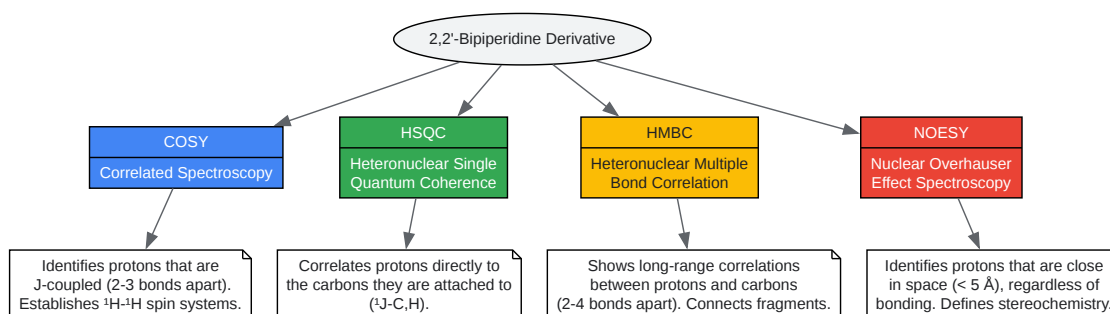 2,2'-Bipiperidine Derivative
COSY
Correlated Spectroscopy
HSQC
Heteronuclear Single
Quantum Coherence
HMBC
Heteronuclear Multiple
Bond Correlation
NOESY
Nuclear Overhauser
Effect Spectroscopy
Identifies protons that are
J-coupled (2-3 bonds apart).
Establishes ¹H-¹H spin systems.
Correlates protons directly to
the carbons they are attached to
(¹J-C,H).
Shows long-range correlations
between protons and carbons
(2-4 bonds apart). Connects fragments.
Identifies protons that are close
in space (< 5 Å), regardless of
bonding. Defines stereochemistry.